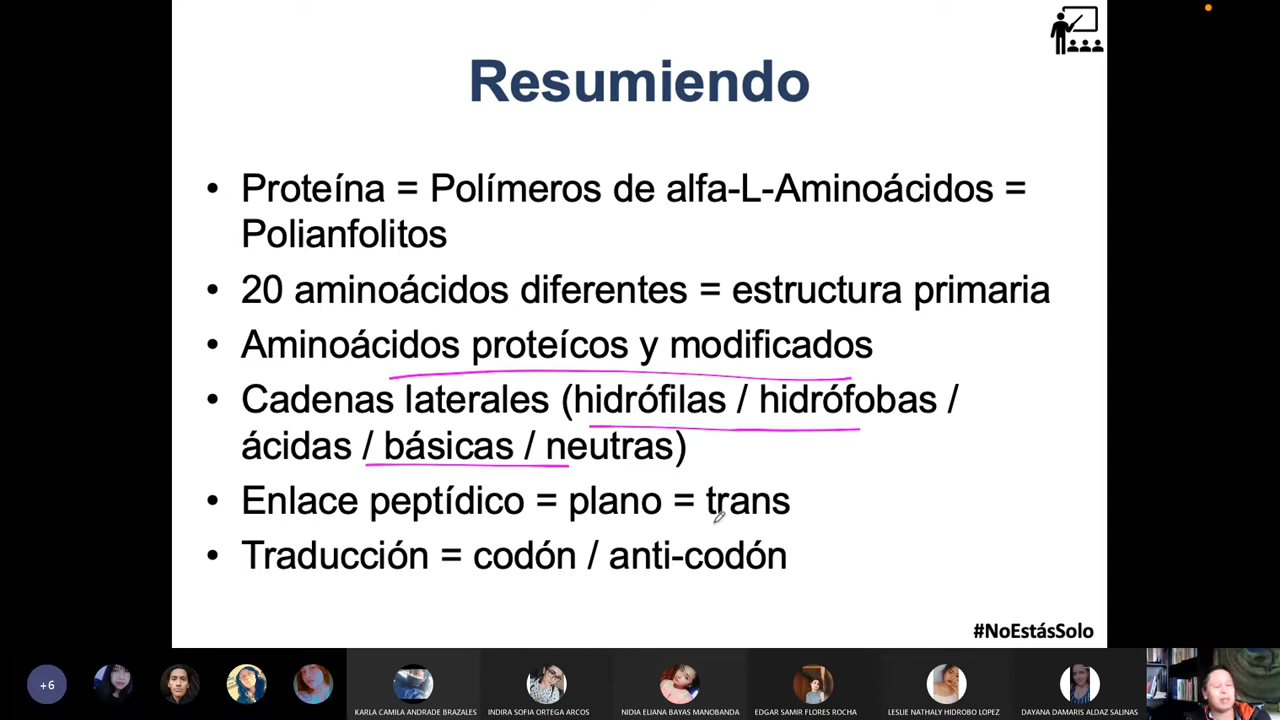 Resumiendo
• Proteína = Polímeros de alfa-L-Aminoácidos =
Polianfolitos
• 20 aminoácidos diferentes = estructura primaria
• Aminoácidos proteícos y modificados
• Cadenas laterales (hidrófilas / hidrófobas /
ácidas / básicas / neutras)
• Enlace peptídico = plano = trans
• Traducción = codón / anti-codón
#NoEstásSolo
+6
KARLA CAMILA ANDRADE BRAZALES
INDIRA SOFIA ORTEGA ARCOS
NIDIA ELIANA BAYAS MANOBANDA
EDGAR SAMIR FLORES ROCHA
LESLIE NATHALY HIDROBO LOPEZ
DAYANA DAMARIS ALDAZ SALINAS